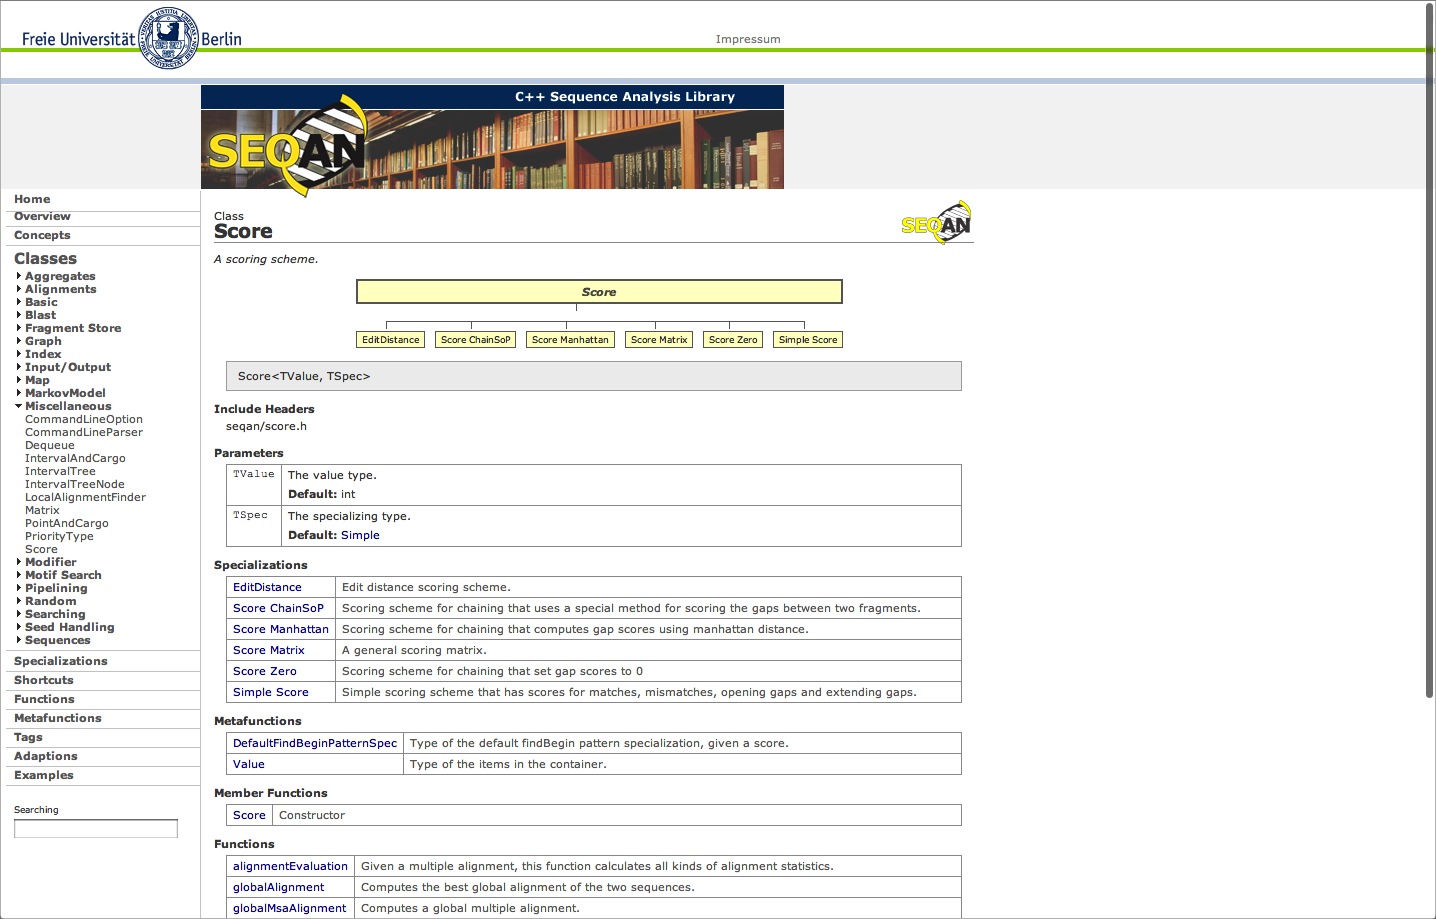 Freie Universität Berlin
Impressum
C++ Sequence Analysis Library
SEQAN
Home
Overview
Concepts
Classes
Aggregates
Alignments
Basic
Blast
Fragment Store
Graph
Index
Input/Output
Map
MarkovModel
Miscellaneous
CommandLineOption
CommandLineParser
Dequeue
IntervalAndCargo
IntervalTree
IntervalTreeNode
LocalAlignmentFinder
Matrix
PointAndCargo
PriorityType
Score
Modifier
Motif Search
Pipelining
Random
Searching
Seed Handling
Sequences
Specializations
Shortcuts
Functions
Metafunctions
Tags
Adaptions
Examples
Searching
Class
Score
SEQAN
A scoring scheme.
Score
EditDistance Score ChainSoP Score Manhattan Score Matrix Score Zero Simple Score
Score<TValue, TSpec>
Include Headers
seqan/score.h
Parameters
TValue The value type.
Default: int
TSpec The specializing type.
Default: Simple
Specializations
EditDistance Edit distance scoring scheme.
Score ChainSoP Scoring scheme for chaining that uses a special method for scoring the gaps between two fragments.
Score Manhattan Scoring scheme for chaining that computes gap scores using manhattan distance.
Score Matrix A general scoring matrix.
Score Zero Scoring scheme for chaining that set gap scores to 0
Simple Score Simple scoring scheme that has scores for matches, mismatches, opening gaps and extending gaps.
Metafunctions
DefaultFindBeginPatternSpec Type of the default findBegin pattern specialization, given a score.
Value Type of the items in the container.
Member Functions
Score Constructor
Functions
alignmentEvaluation Given a multiple alignment, this function calculates all kinds of alignment statistics.
globalAlignment Computes the best global alignment of the two sequences.
globalMsaAlignment Computes a global multiple alignment.